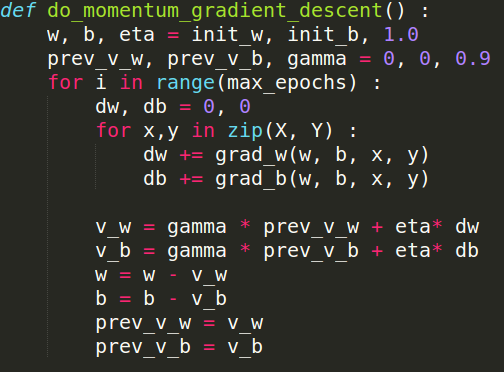 def do_momentum_gradient_descent() :
    w, b, eta = init_w, init_b, 1.0
    prev_v_w, prev_v_b, gamma = 0, 0, 0.9
    for i in range(max_epochs) :
        dw, db = 0, 0
        for x,y in zip(X, Y) :
            dw += grad_w(w, b, x, y)
            db += grad_b(w, b, x, y)

        v_w = gamma * prev_v_w + eta* dw
        v_b = gamma * prev_v_b + eta* db
        w = w - v_w
        b = b - v_b
        prev_v_w = v_w
        prev_v_b = v_b